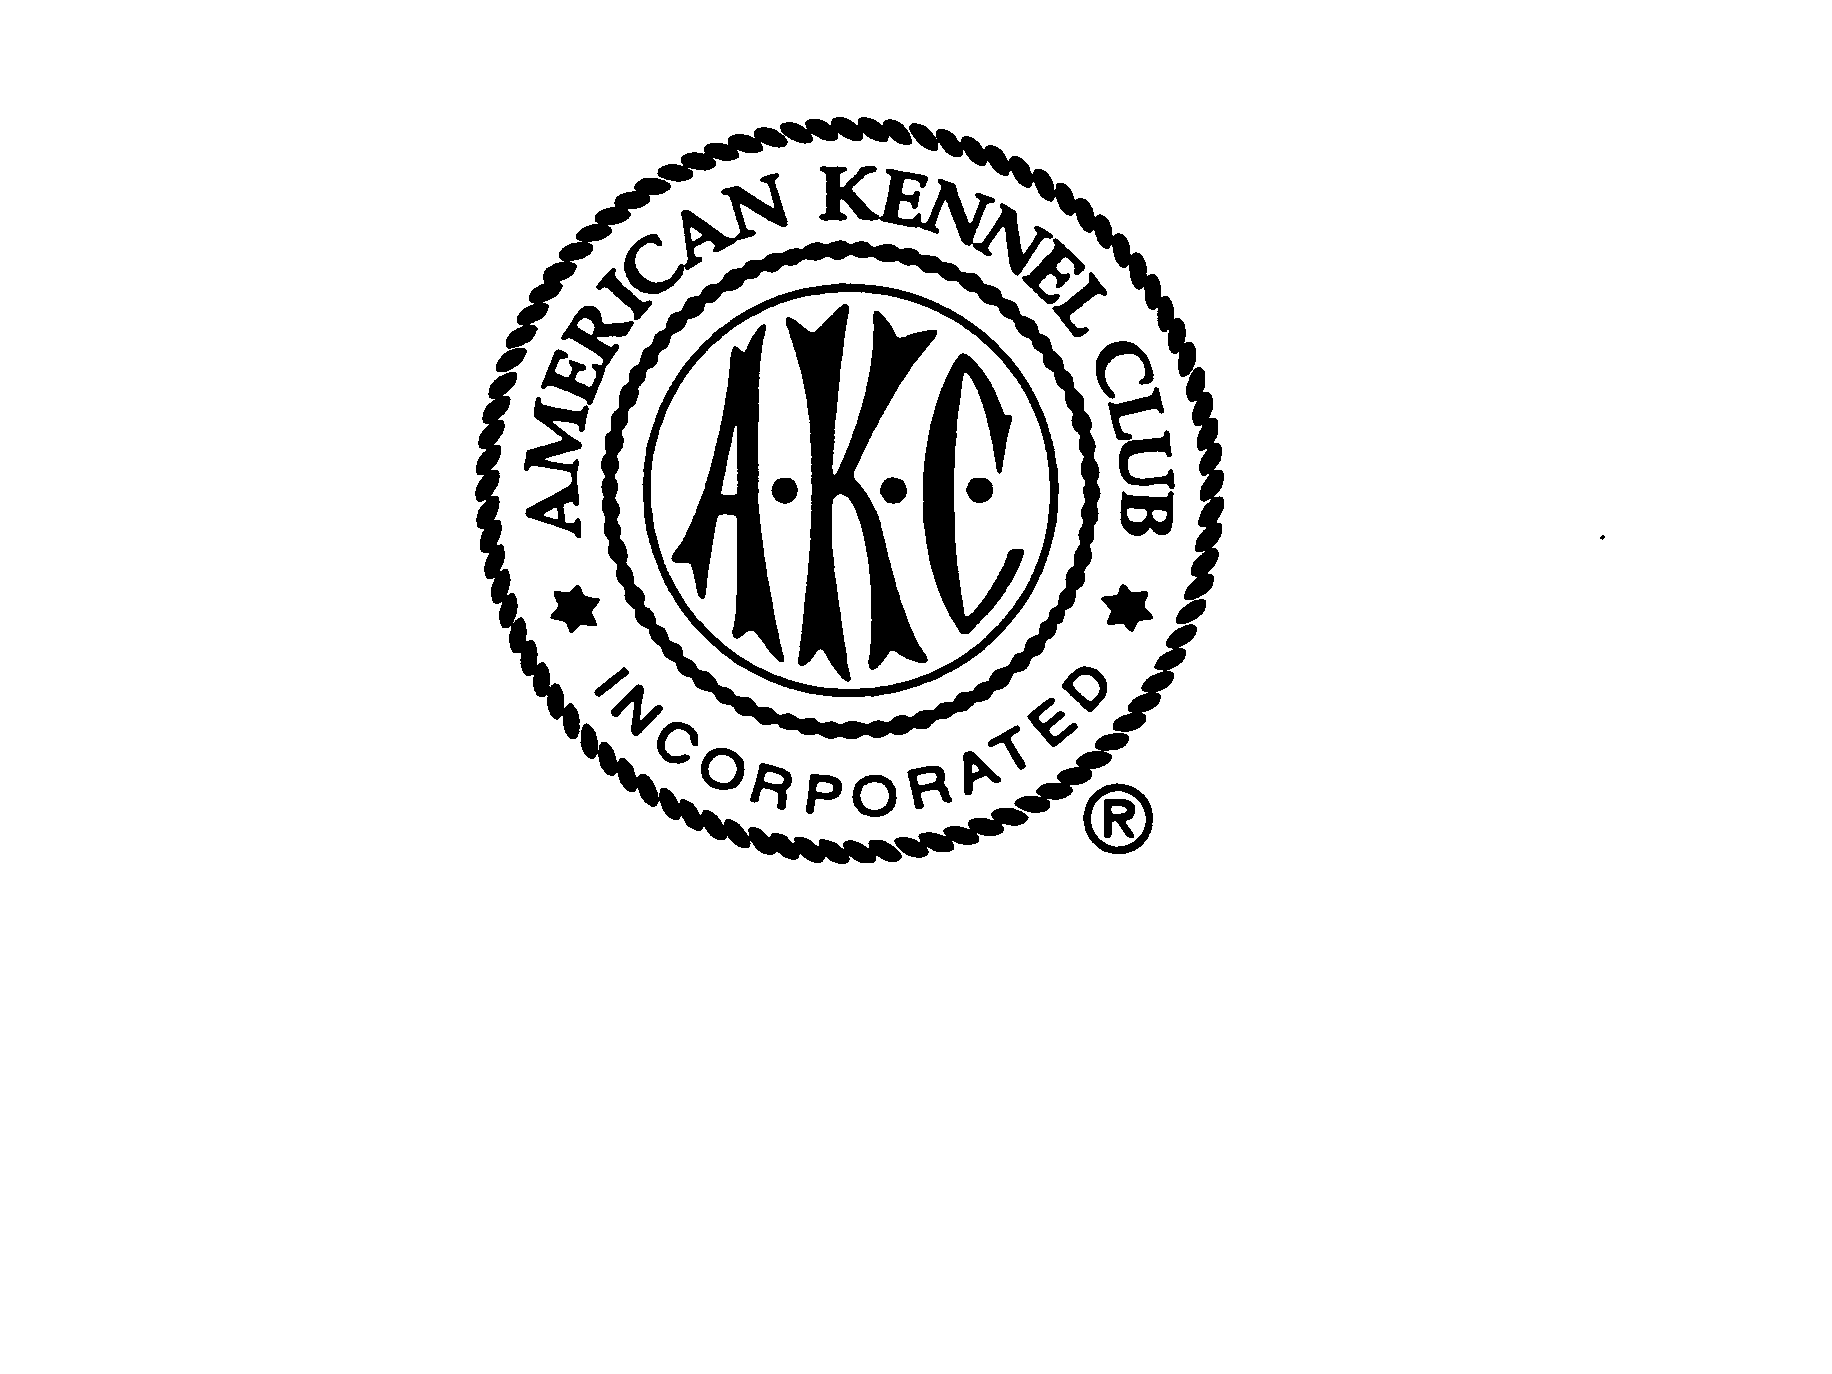 AMERICAN KENNEL CLUB
A·K·C·
INCORPORATED
®